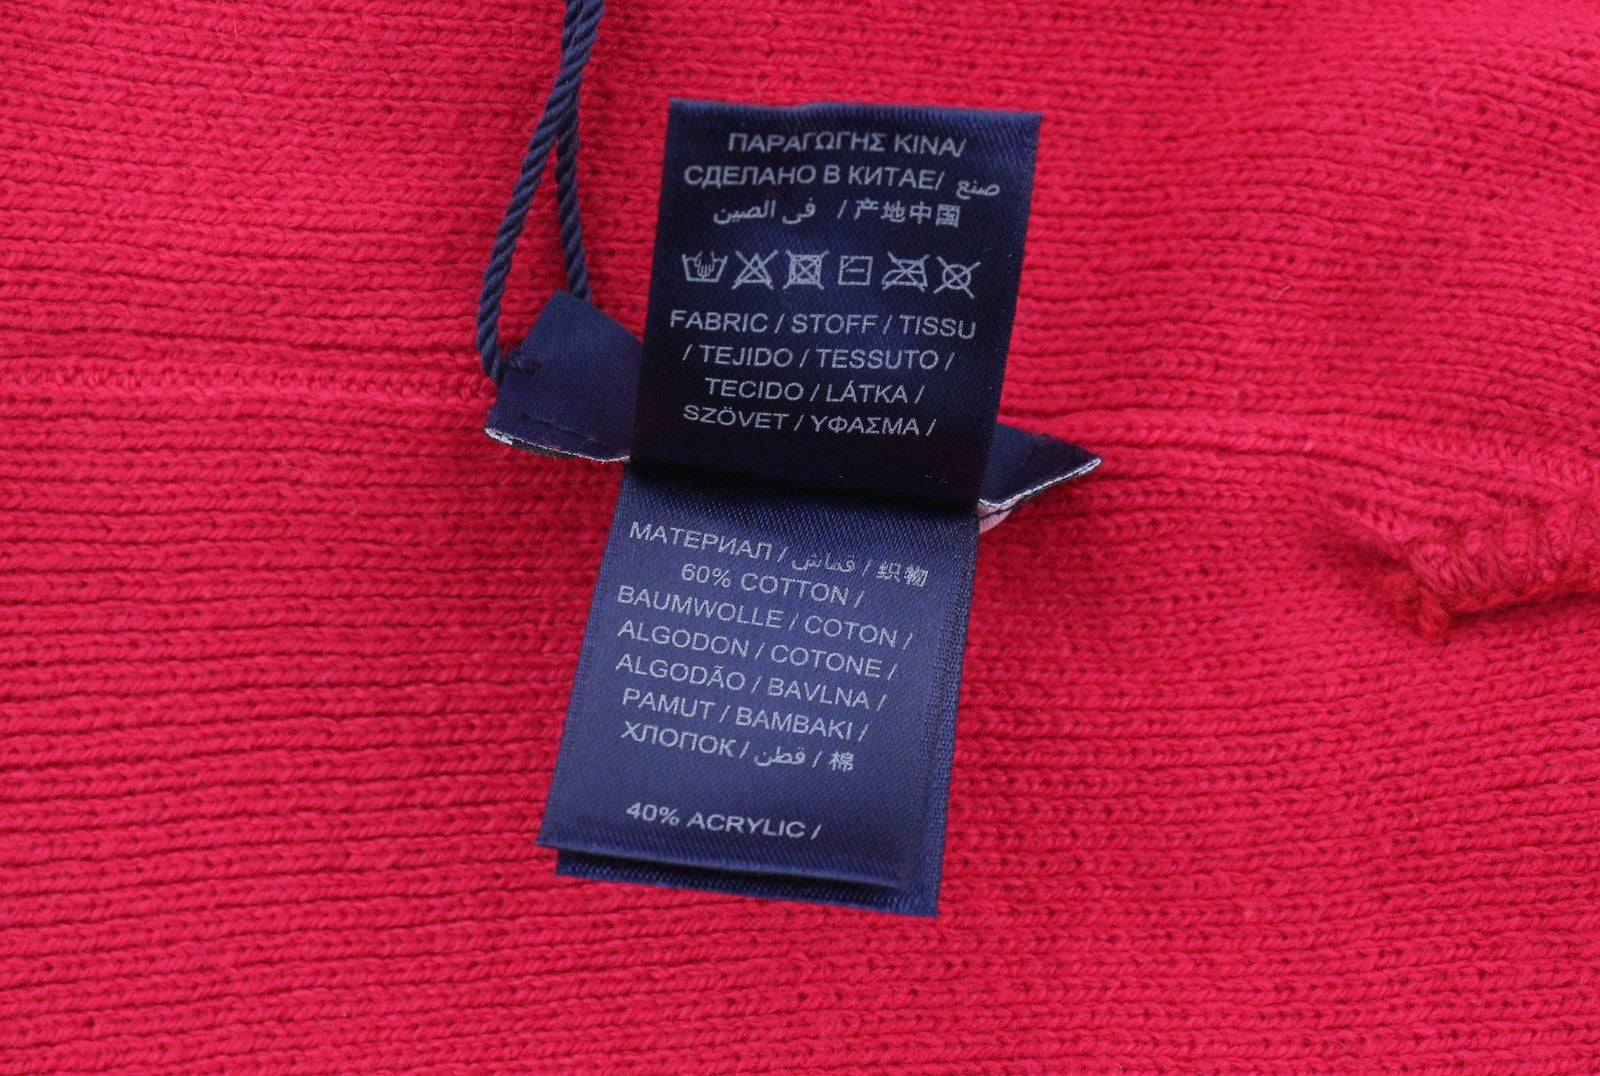 ΠΑΡΑΓΩΓΗΣ ΚΙΝΑ/
СДЕЛАНО В КИТАЕ/ صنع
في الصين / 产地中国
FABRIC / STOFF / TISSU
/ TEJIDO / TESSUTO /
TECIDO / LÁTKA /
SZÖVET / ΥΦΑΣΜΑ /
МАТЕРИАЛ / قماش / 织物
60% COTTON /
BAUMWOLLE / COTON /
ALGODON / COTONE /
ALGODÃO / BAVLNA /
PAMUT / BAMBAKI /
ХЛОПОК / قطن / 棉
40% ACRYLIC /